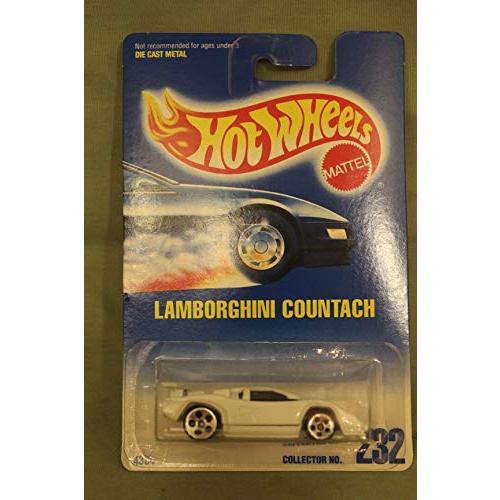 Not recommended for ages under 3.
DIE CAST METAL
HOT WHEELS
MATTEL
®
LAMBORGHINI COUNTACH
COLLECTOR NO. 232